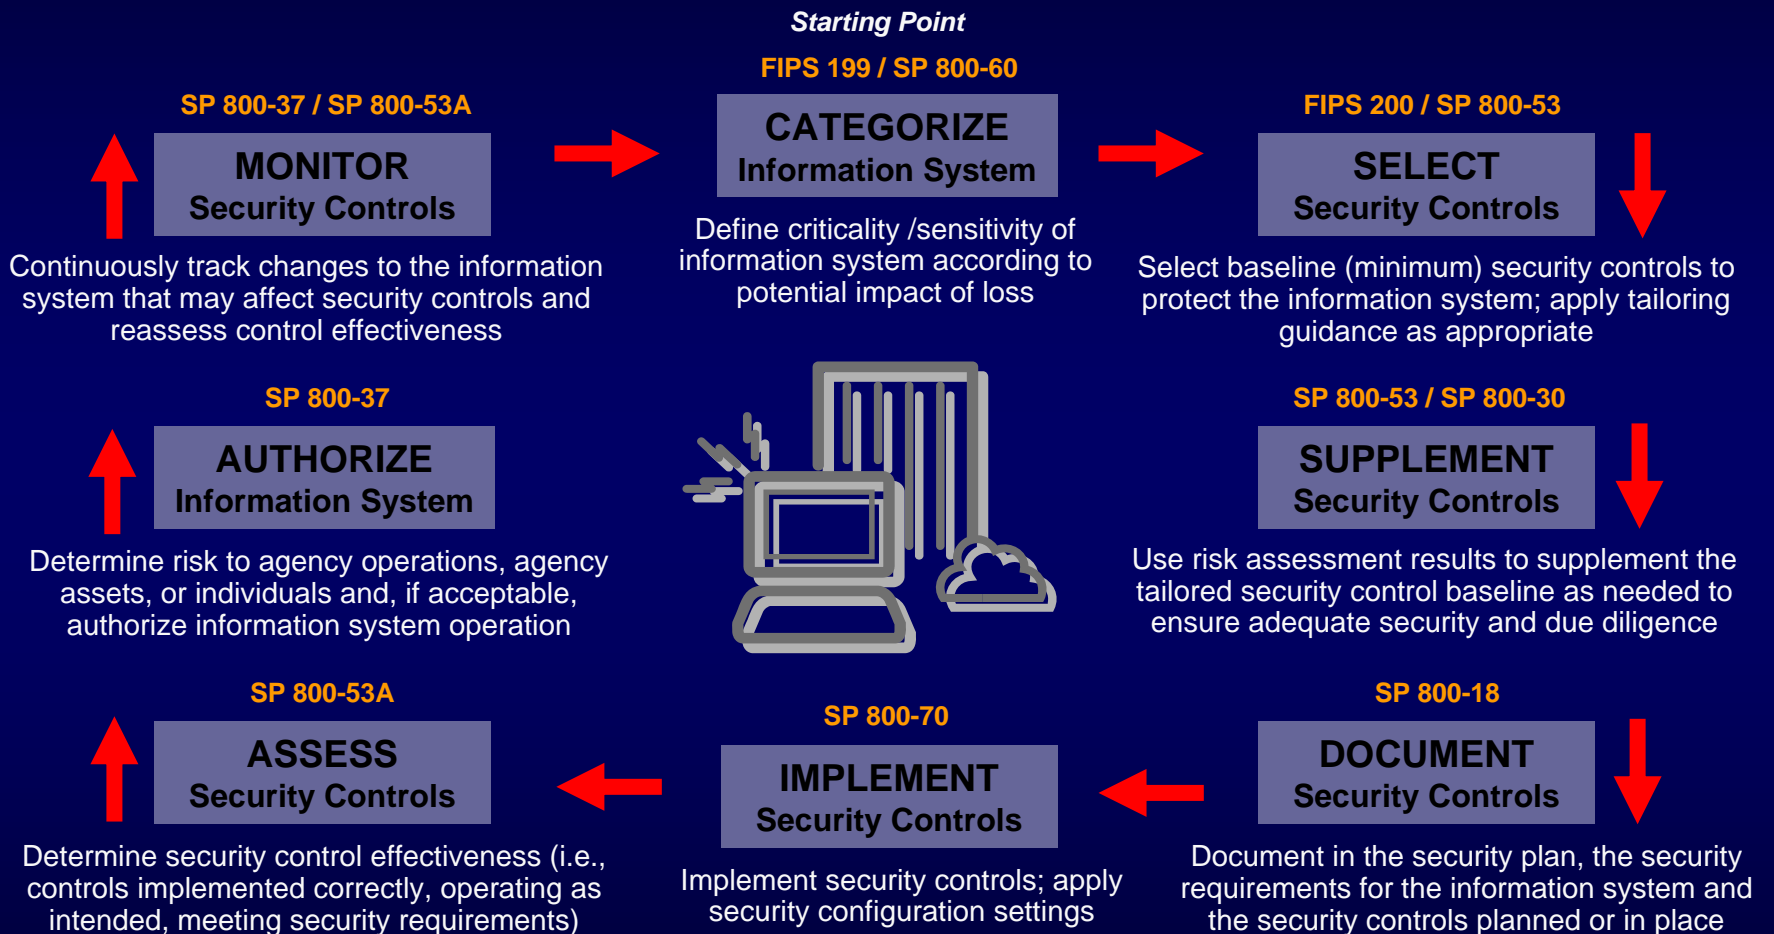 Starting Point
FIPS 199 / SP 800-60
CATEGORIZE
Information System
Define criticality /sensitivity of
information system according to
potential impact of loss
FIPS 200 / SP 800-53
SELECT
Security Controls
Select baseline (minimum) security controls to
protect the information system; apply tailoring
guidance as appropriate
SP 800-53 / SP 800-30
SUPPLEMENT
Security Controls
Use risk assessment results to supplement the
tailored security control baseline as needed to
ensure adequate security and due diligence
SP 800-18
DOCUMENT
Security Controls
Document in the security plan, the security
requirements for the information system and
the security controls planned or in place
SP 800-70
IMPLEMENT
Security Controls
Implement security controls; apply
security configuration settings
SP 800-53A
ASSESS
Security Controls
Determine security control effectiveness (i.e.,
controls implemented correctly, operating as
intended, meeting security requirements)
SP 800-37
AUTHORIZE
Information System
Determine risk to agency operations, agency
assets, or individuals and, if acceptable,
authorize information system operation
SP 800-37 / SP 800-53A
MONITOR
Security Controls
Continuously track changes to the information
system that may affect security controls and
reassess control effectiveness